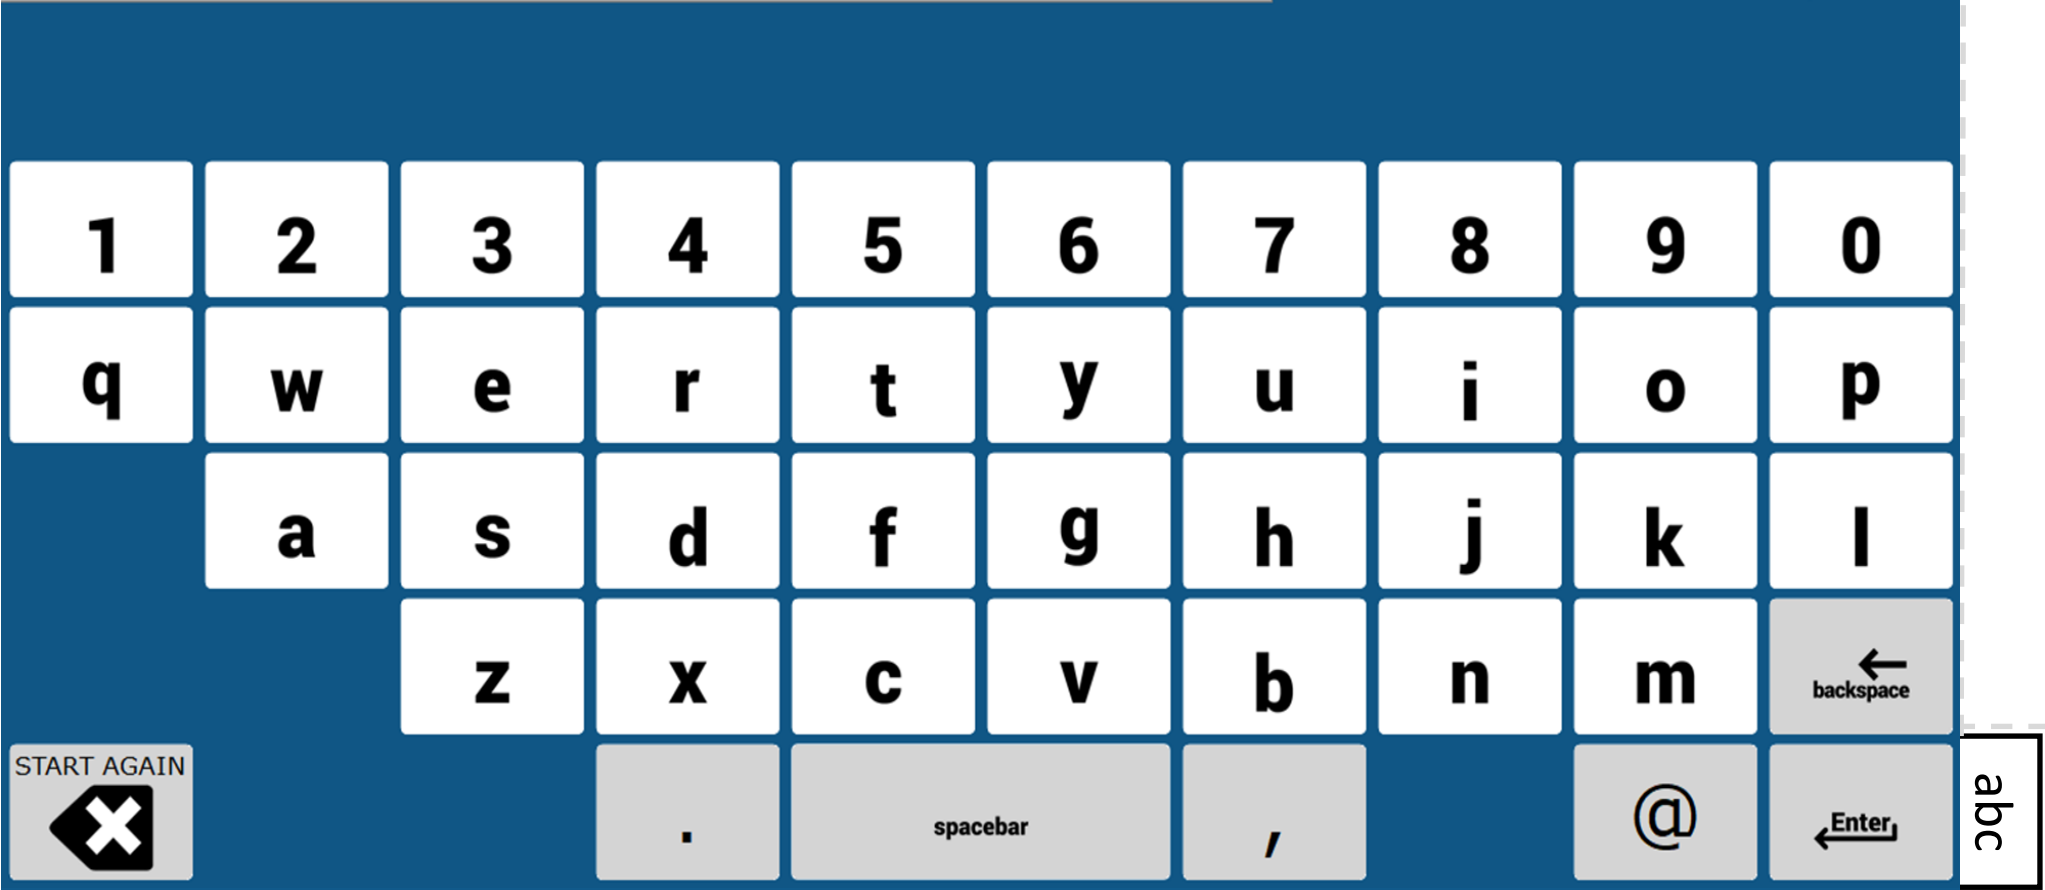 1 2 3 4 5 6 7 8 9 0
q w e r t y u i o p
a s d f g h j k l
z x c v b n m backspace
START AGAIN . spacebar , @ Enter
abc